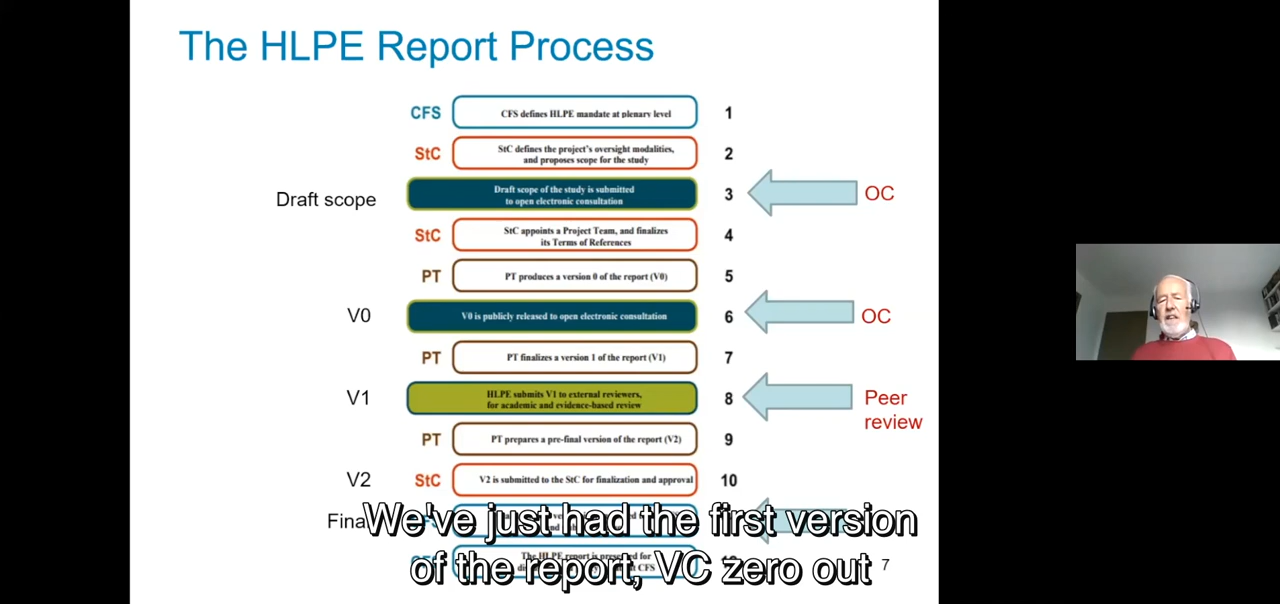 The HLPE Report Process
CFS CFS defines HLPE mandate at plenary level 1
StC StC defines the project's oversight modalities,
and proposes scope for the study 2
Draft scope Draft scope of the study is submitted
to open electronic consultation 3 OC
StC StC appoints a Project Team, and finalizes
its Terms of References 4
PT PT produces a version 0 of the report (V0) 5
V0 V0 is publicly released to open electronic consultation 6 OC
PT PT finalizes a version 1 of the report (V1) 7
V1 HLPE submits V1 to external reviewers,
for academic and evidence-based review 8 Peer
review
PT PT prepares a pre-final version of the report (V2) 9
V2 StC V2 is submitted to the StC for finalization and approval 10
We've just had the first version
of the report, VC zero out
The HLPE report is
CFS
7